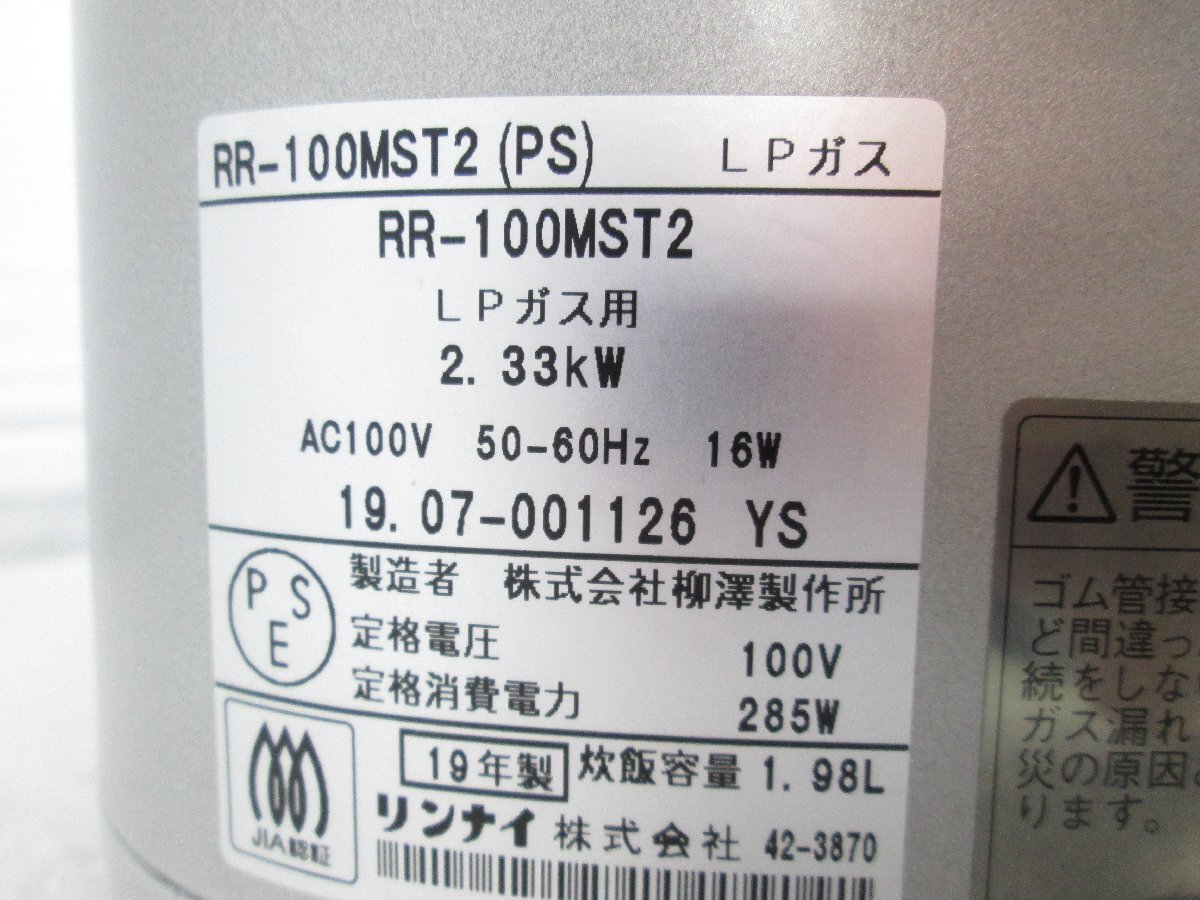 RR-100MST2 (PS) LPガス
RR-100MST2
LPガス用
2. 33kW
AC100V 50-60Hz 16W
19. 07-001126 YS
PSE
製造者 株式会社柳澤製作所
定格電圧 100V
定格消費電力 285W
JIA認証
19年製 炊飯容量 1. 98L
リンナイ株式会社 42-3870
警
ゴム管接
ど間違っ
続をしな
ガス漏れ
災の原因
ります。